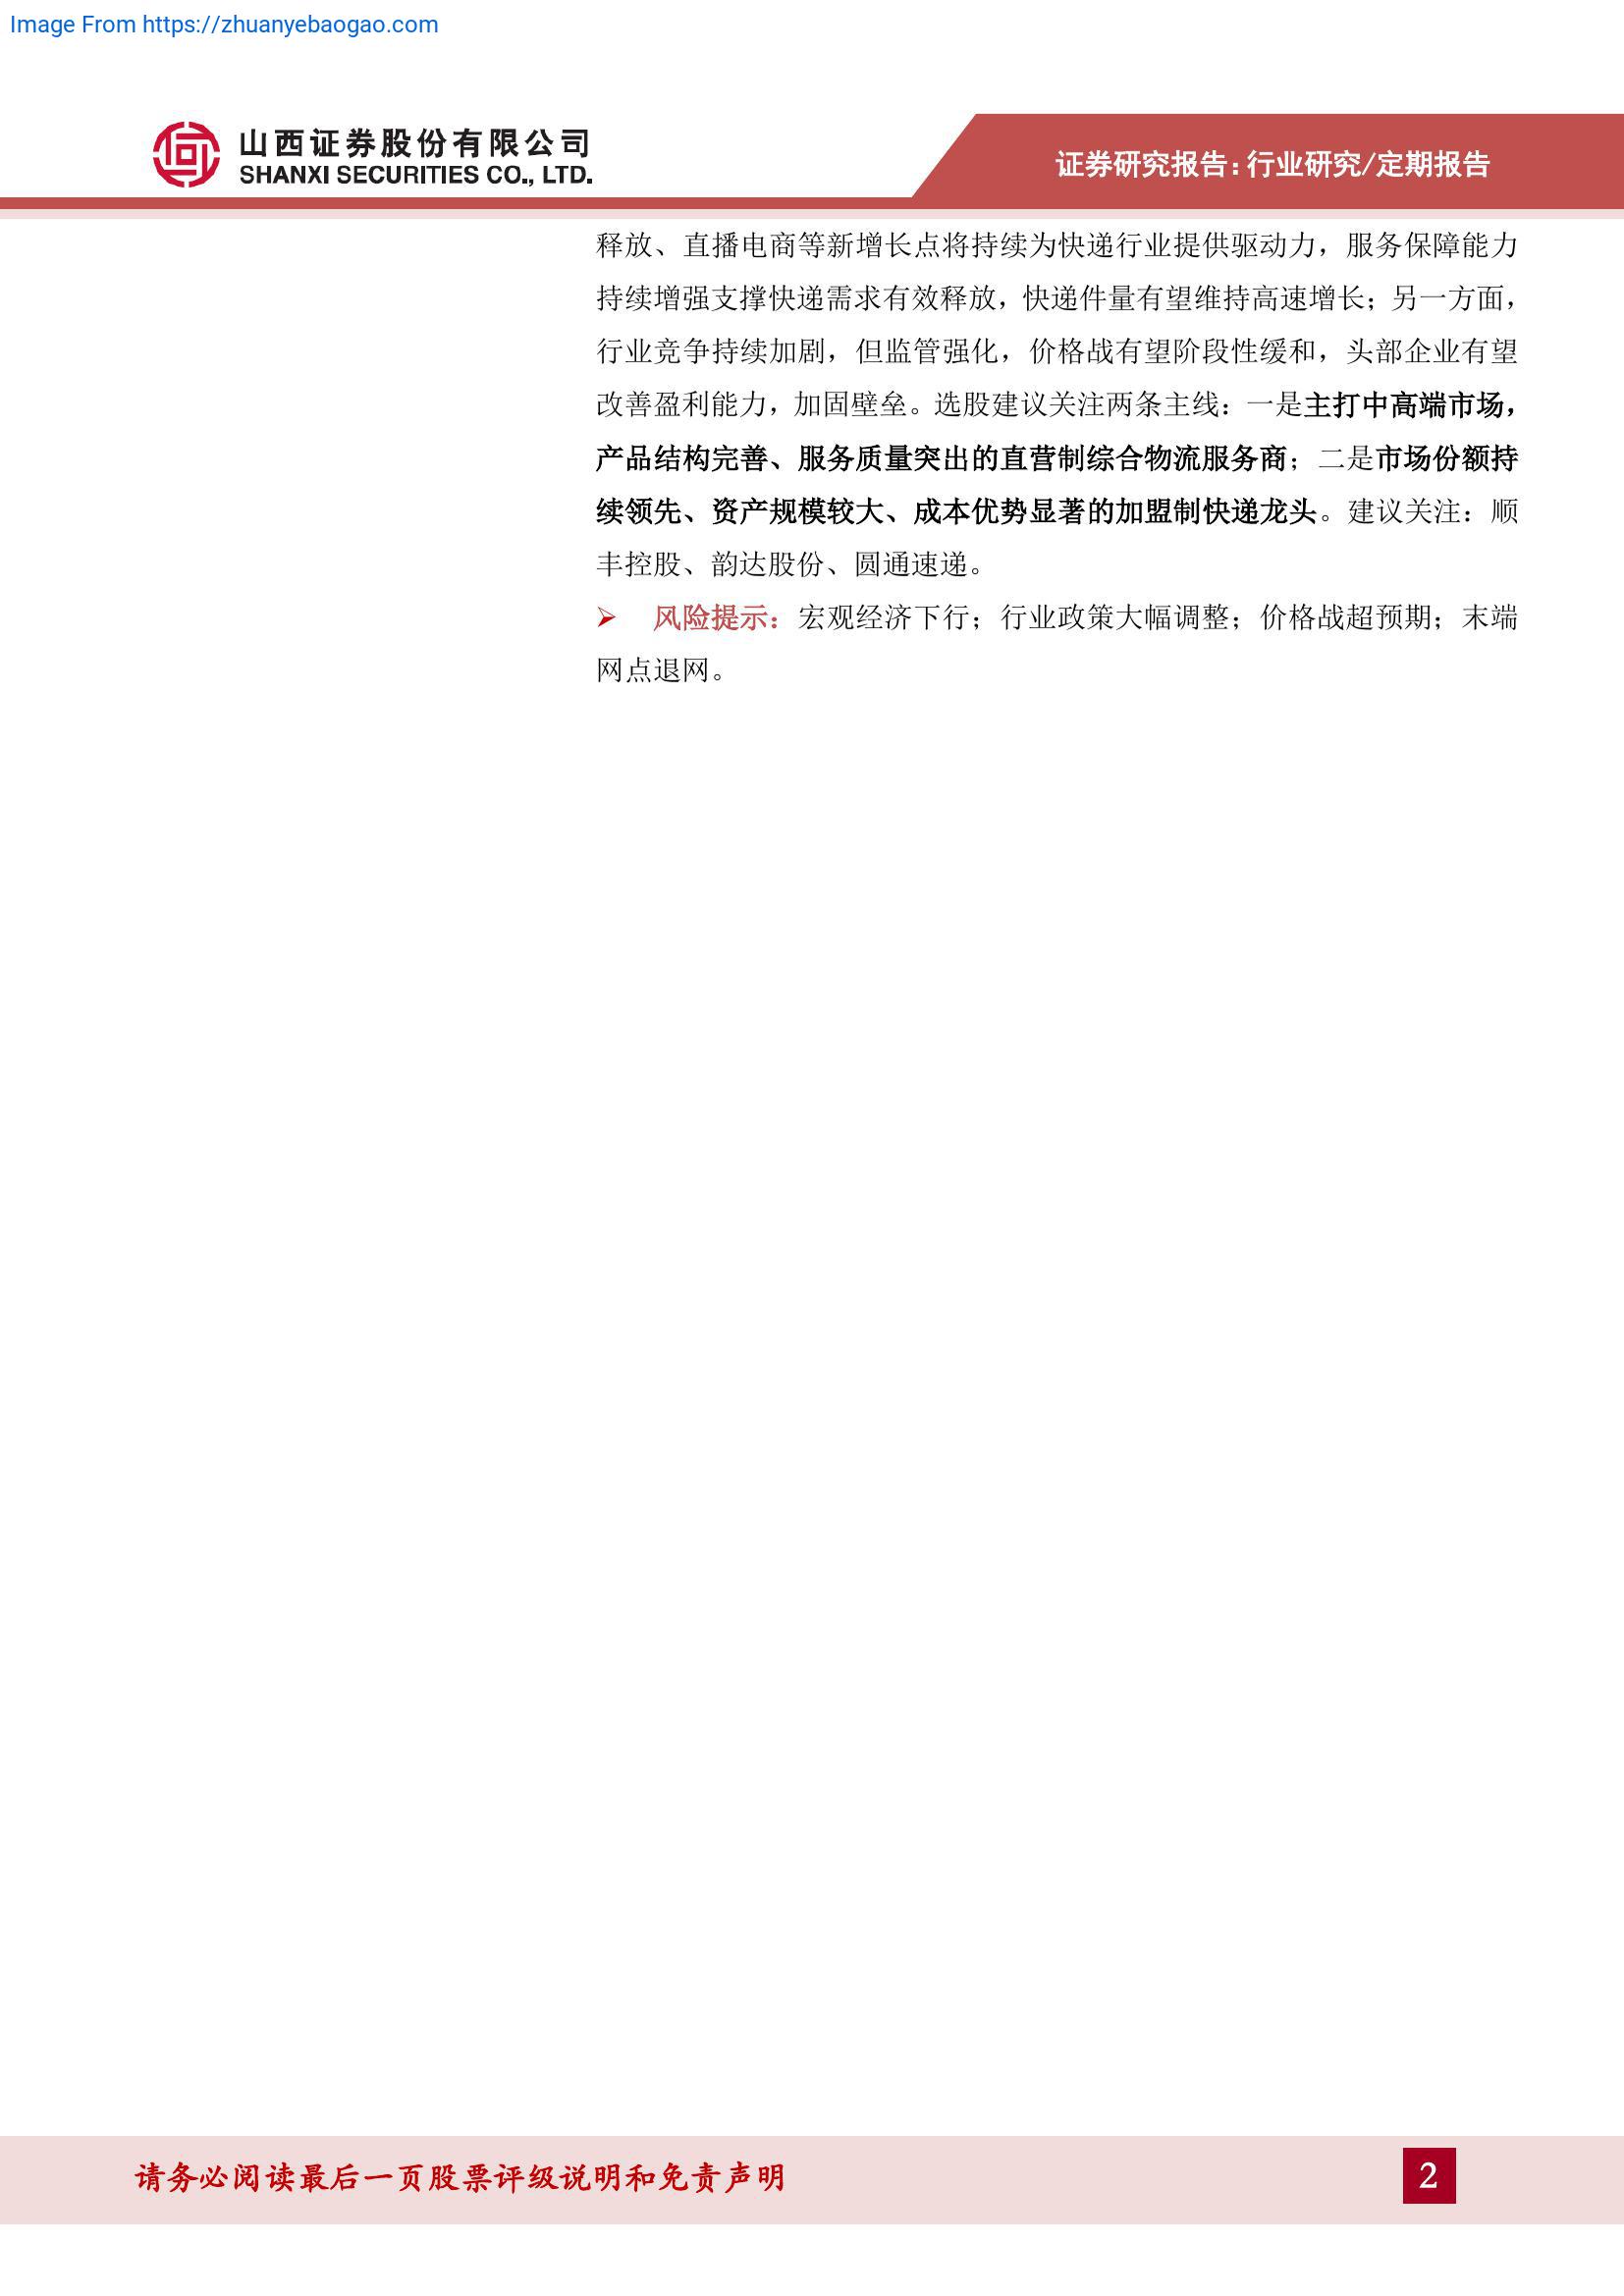 Image From https://zhuanyebaogao.com
山西证券股份有限公司
SHANXI SECURITIES CO., LTD.
证券研究报告：行业研究/定期报告
释放、直播电商等新增长点将持续为快递行业提供驱动力，服务保障能力
持续增强支撑快递需求有效释放，快递件量有望维持高速增长；另一方面，
行业竞争持续加剧，但监管强化，价格战有望阶段性缓和，头部企业有望
改善盈利能力，加固壁垒。选股建议关注两条主线：一是主打中高端市场，
产品结构完善、服务质量突出的直营制综合物流服务商；二是市场份额持
续领先、资产规模较大、成本优势显著的加盟制快递龙头。建议关注：顺
丰控股、韵达股份、圆通速递。
➢ 风险提示：宏观经济下行；行业政策大幅调整；价格战超预期；末端
网点退网。
请务必阅读最后一页股票评级说明和免责声明
2